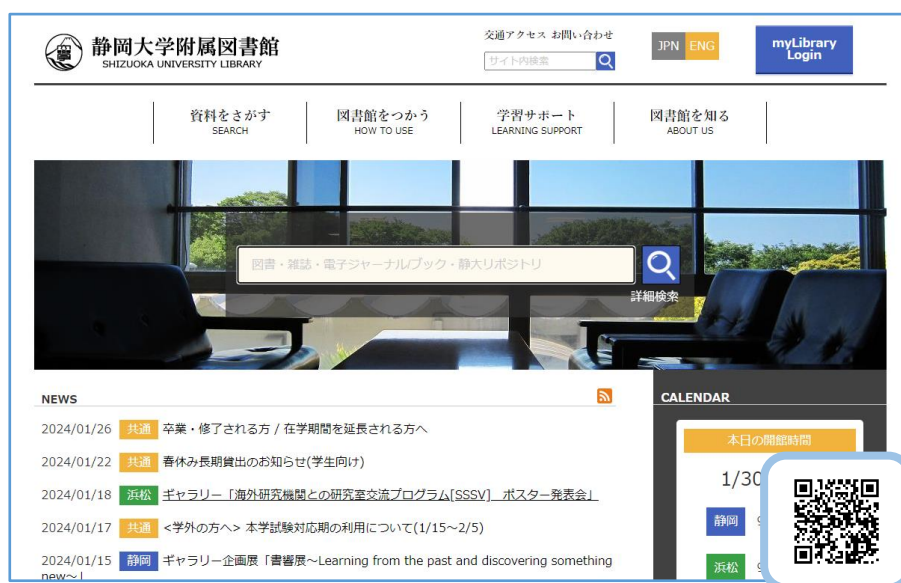 静岡大学附属図書館
SHIZUOKA UNIVERSITY LIBRARY
交通アクセス お問い合わせ
サイト内検索
JPN ENG
myLibrary
Login
資料をさがす
SEARCH
図書館をつかう
HOW TO USE
学習サポート
LEARNING SUPPORT
図書館を知る
ABOUT US
図書・雑誌・電子ジャーナル/ブック・静大リポジトリ
詳細検索
NEWS
2024/01/26 共通 卒業・修了される方 / 在学期間を延長される方へ
2024/01/22 共通 春休み長期貸出のお知らせ(学生向け)
2024/01/18 浜松 ギャラリー「海外研究機関との研究室交流プログラム[SSSV] ポスター発表会」
2024/01/17 共通 <学外の方へ> 本学試験対応期の利用について(1/15～2/5)
2024/01/15 静岡 ギャラリー企画展「書響展～Learning from the past and discovering something
new～」
CALENDAR
本日の開館時間
1/30
静岡
浜松